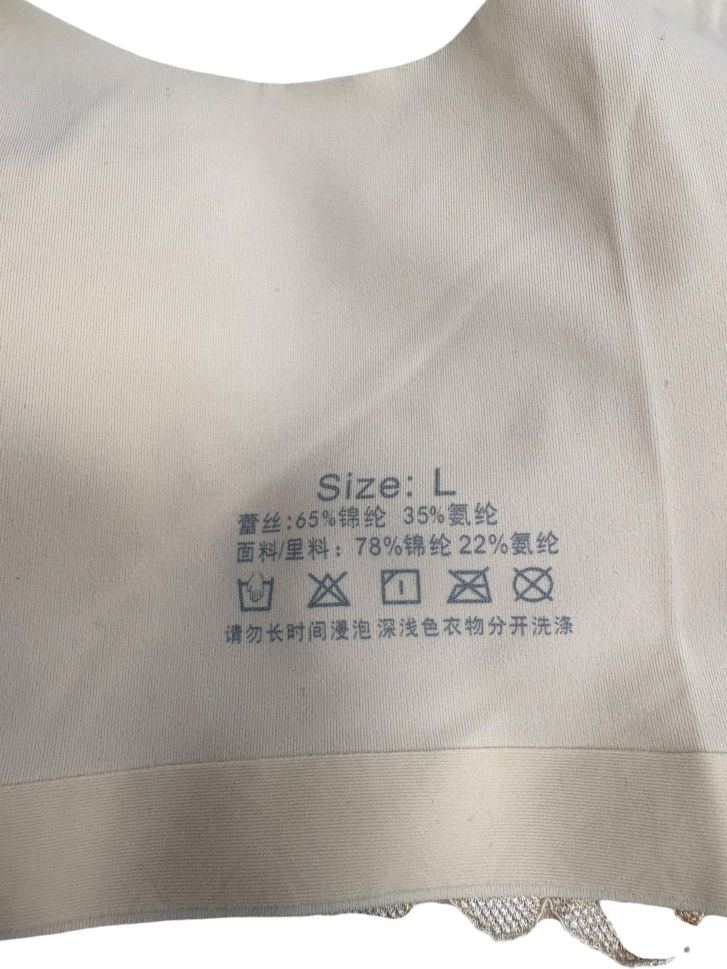 Size: L
蕾丝:65%锦纶 35%氨纶
面料/里料：78%锦纶 22%氨纶
请勿长时间浸泡 深浅色衣物分开洗涤